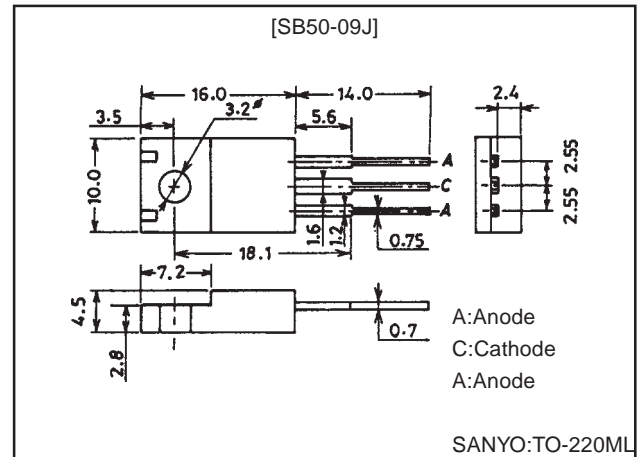 [SB50-09J]
16.0
14.0
2.4
3.5
3.2ø
5.6
10.0
A
C
A
2.55
2.55
1.6
1.2
0.75
18.1
7.2
4.5
2.8
0.7
A:Anode
C:Cathode
A:Anode
SANYO:TO-220ML